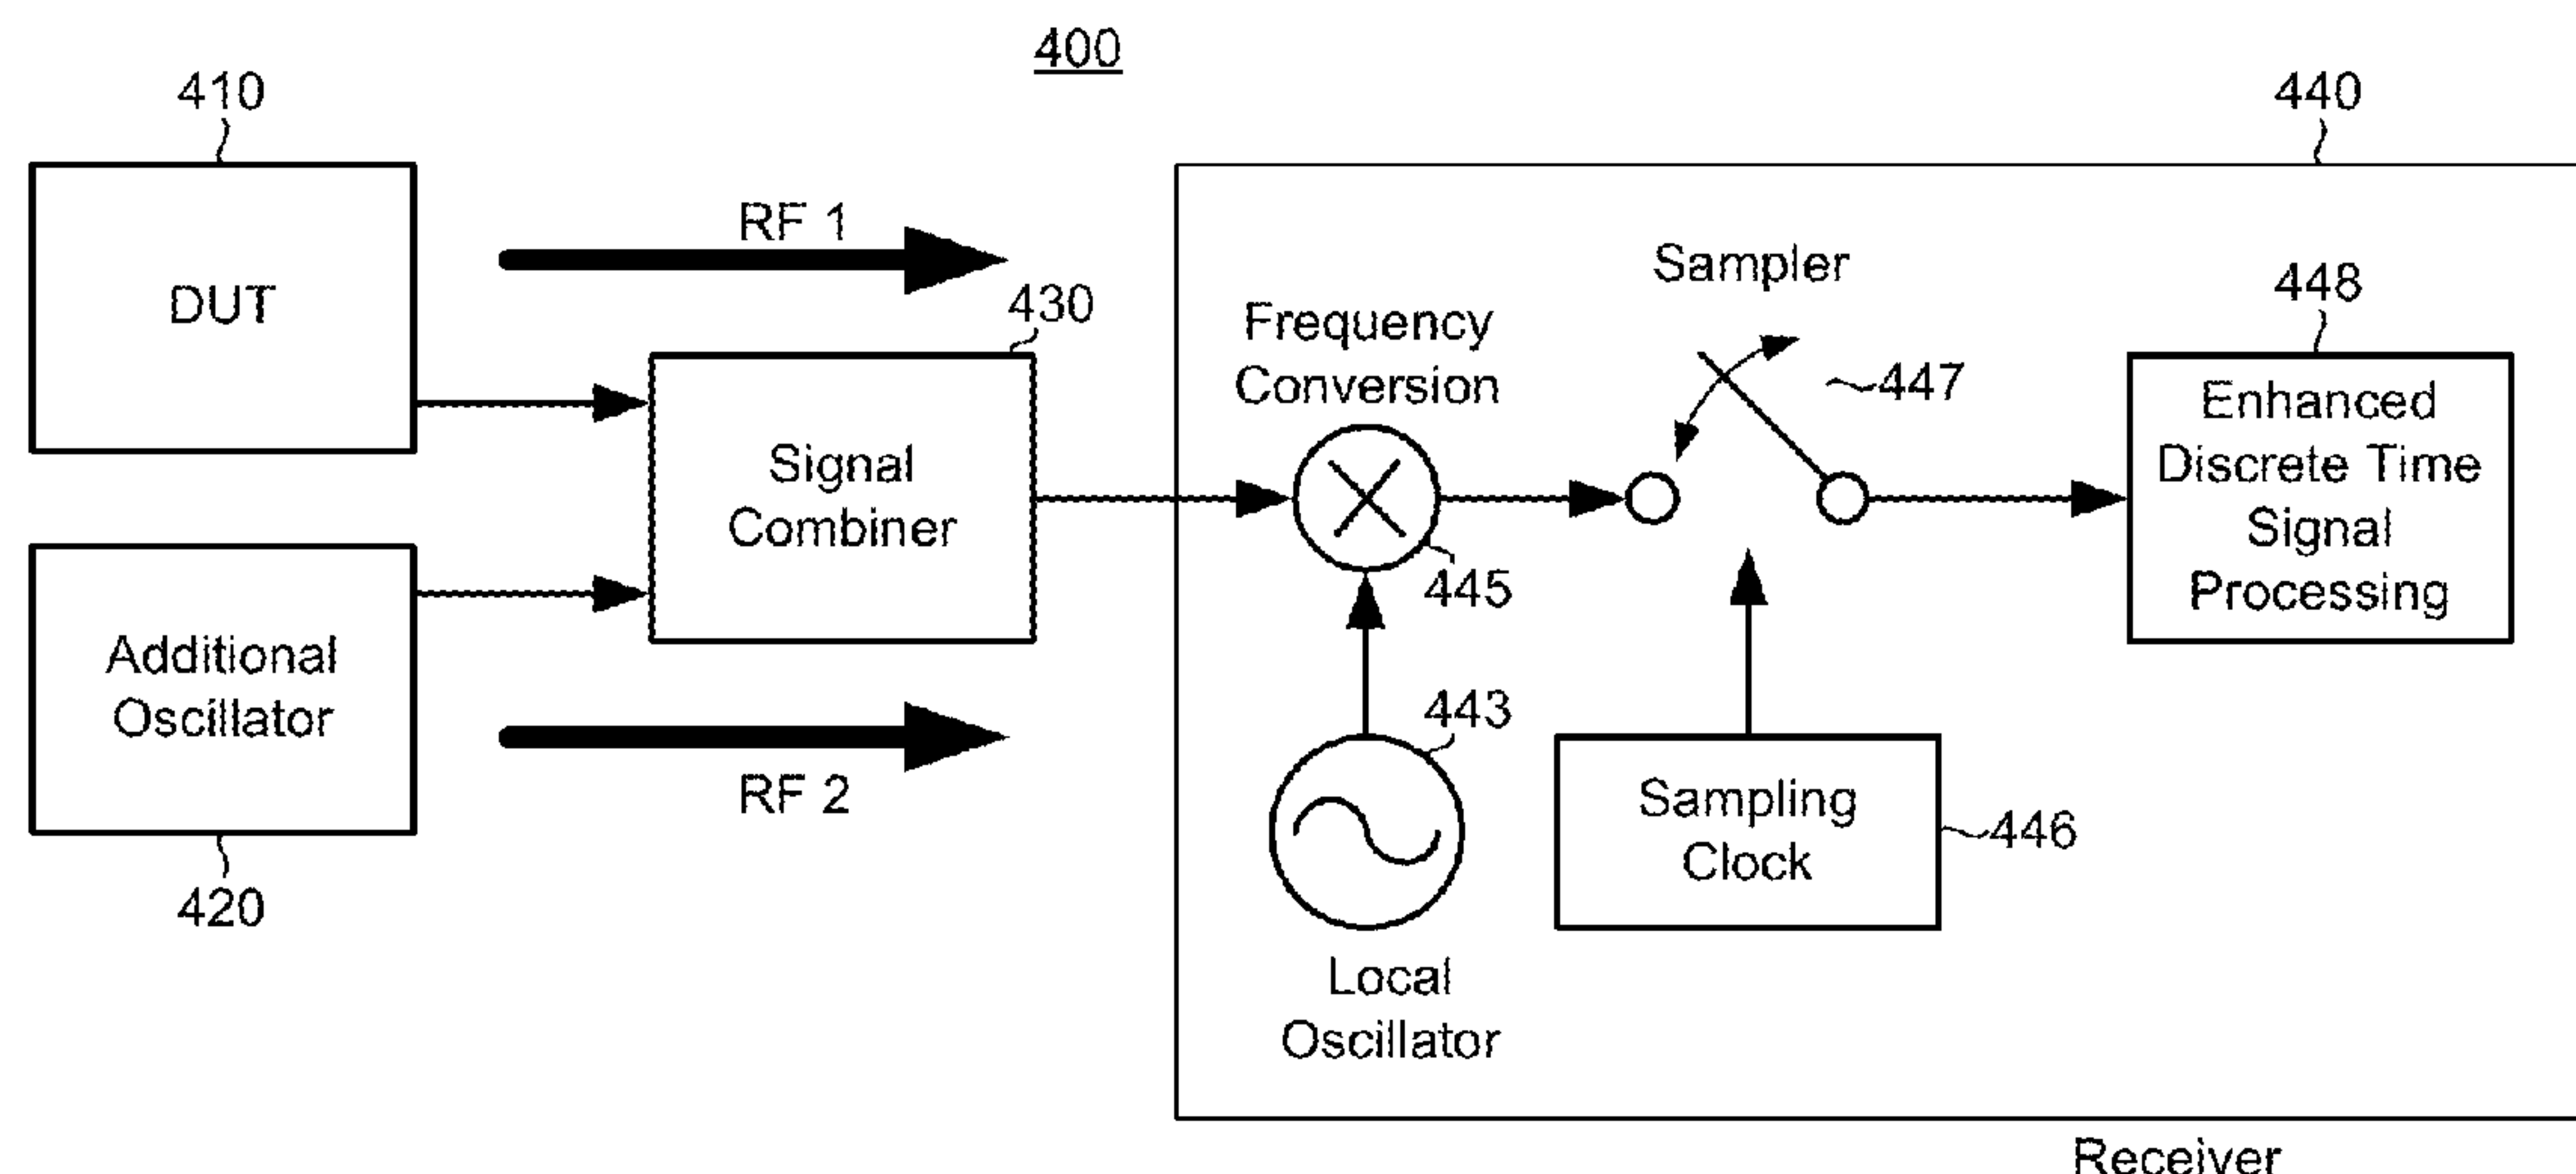 400
410
440
DUT
RF 1
430
Sampler
448
Frequency
Conversion
447
Signal
Combiner
Enhanced
Discrete Time
Signal
Processing
445
Additional
Oscillator
420
RF 2
443
Local
Oscillator
Sampling
Clock
446
Receiver